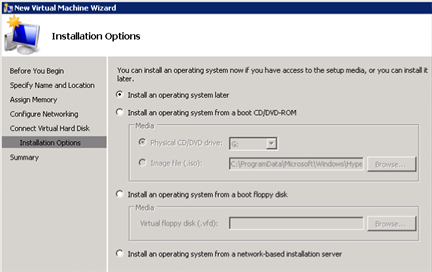 New Virtual Machine Wizard
Installation Options
Before You Begin
Specify Name and Location
Assign Memory
Configure Networking
Connect Virtual Hard Disk
Installation Options
Summary
You can install an operating system now if you have access to the setup media, or you can install it
later.
Install an operating system later
Install an operating system from a boot CD/DVD-ROM
Media
Physical CD/DVD drive: G:
Image file (.iso): C:\ProgramData\Microsoft\Windows\Hype Browse...
Install an operating system from a boot floppy disk
Media
Virtual floppy disk (.vfd): Browse...
Install an operating system from a network-based installation server